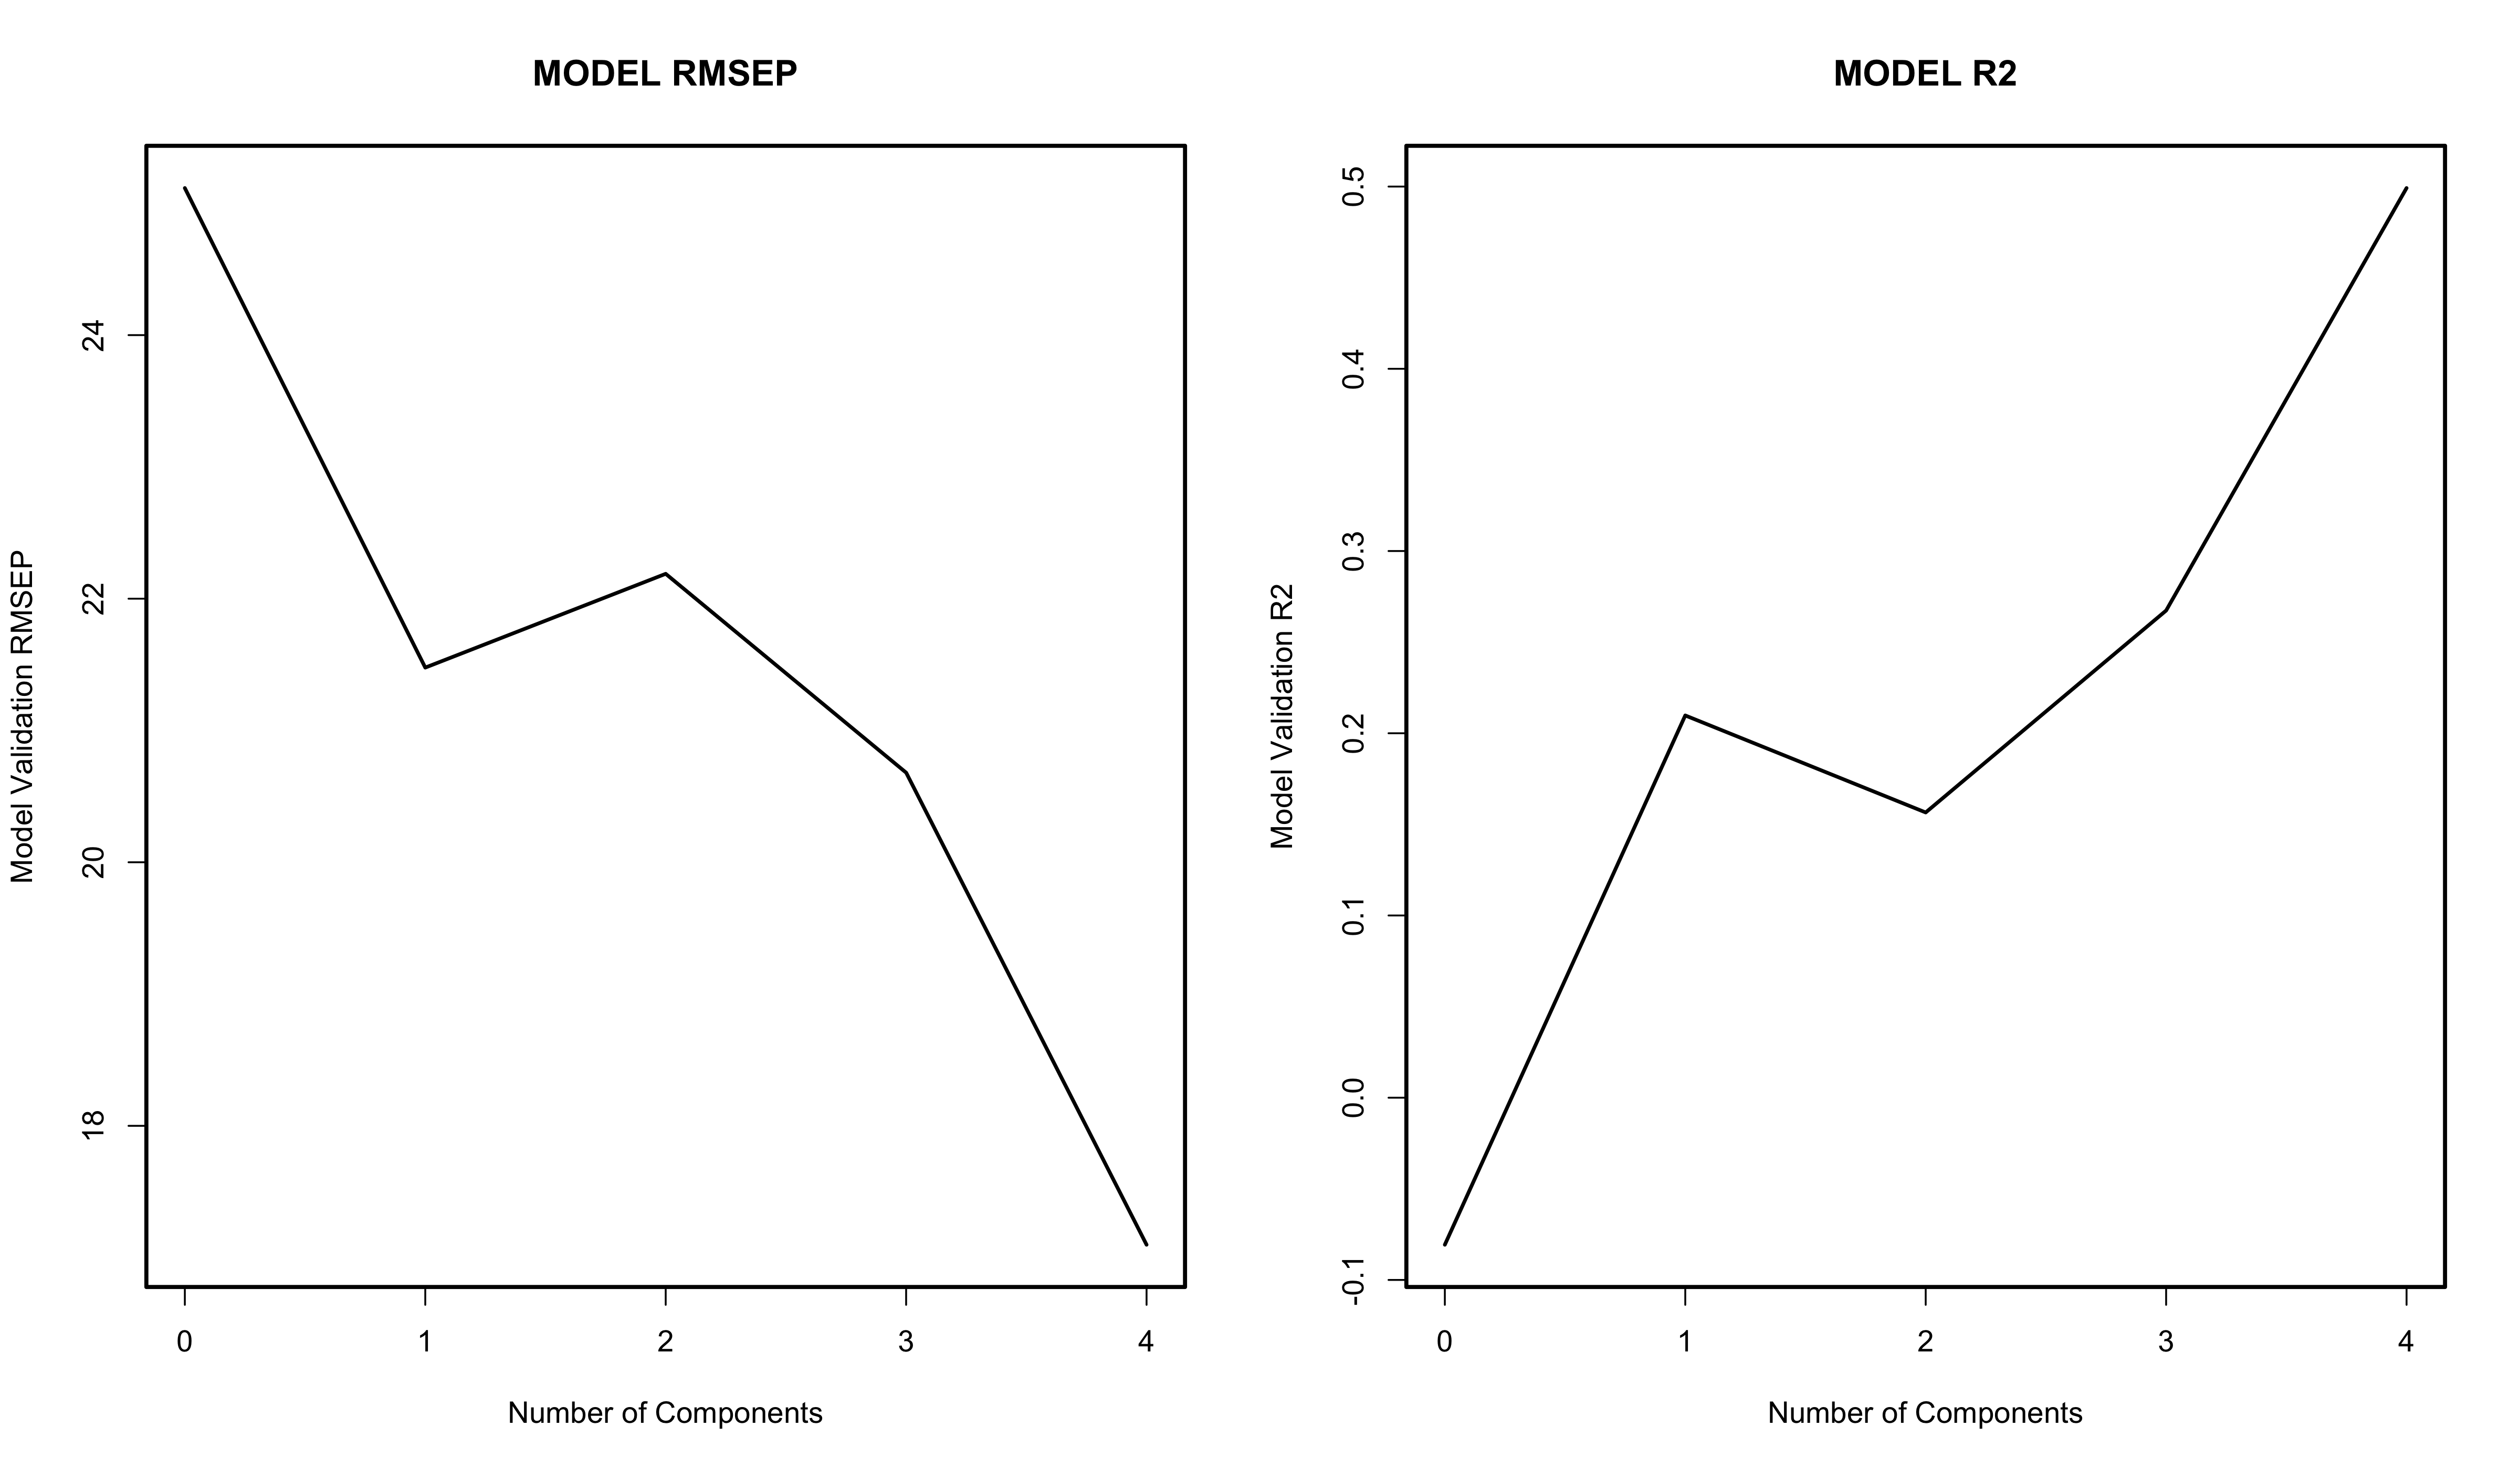 MODEL RMSEP
Model Validation RMSEP
24
22
20
18
0 1 2 3 4
Number of Components
MODEL R2
Model Validation R2
0.5
0.4
0.3
0.2
0.1
0.0
-0.1
0 1 2 3 4
Number of Components